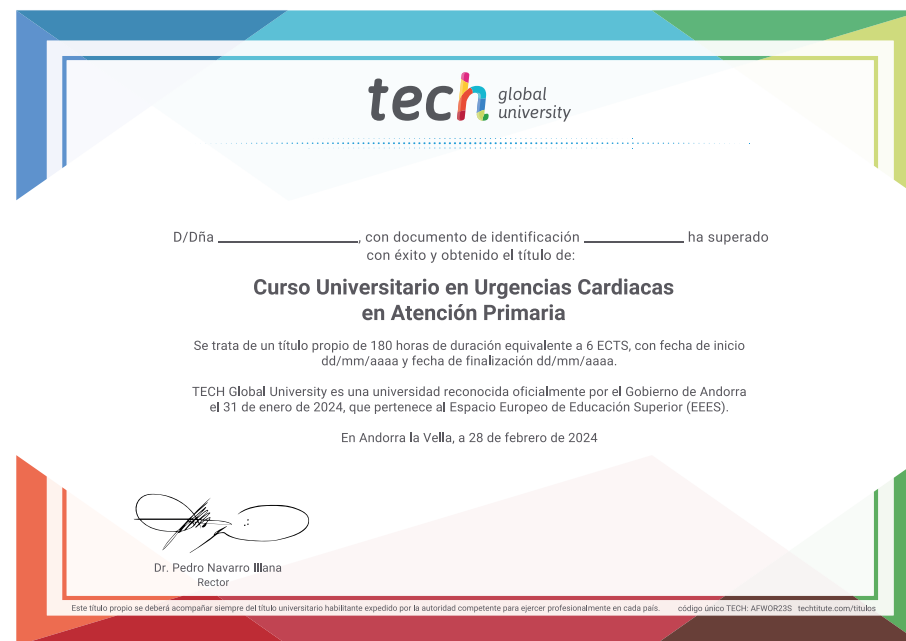 tech global university
D/Dña ____________, con documento de identificación ____________ ha superado
con éxito y obtenido el título de:
Curso Universitario en Urgencias Cardiacas
en Atención Primaria
Se trata de un título propio de 180 horas de duración equivalente a 6 ECTS, con fecha de inicio
dd/mm/aaaa y fecha de finalización dd/mm/aaaa.
TECH Global University es una universidad reconocida oficialmente por el Gobierno de Andorra
el 31 de enero de 2024, que pertenece al Espacio Europeo de Educación Superior (EEES).
En Andorra la Vella, a 28 de febrero de 2024
Dr. Pedro Navarro Illana
Rector
Este título propio se deberá acompañar siempre del título universitario habilitante expedido por la autoridad competente para ejercer profesionalmente en cada país. código único TECH: AFWOR23S techtitute.com/titulos